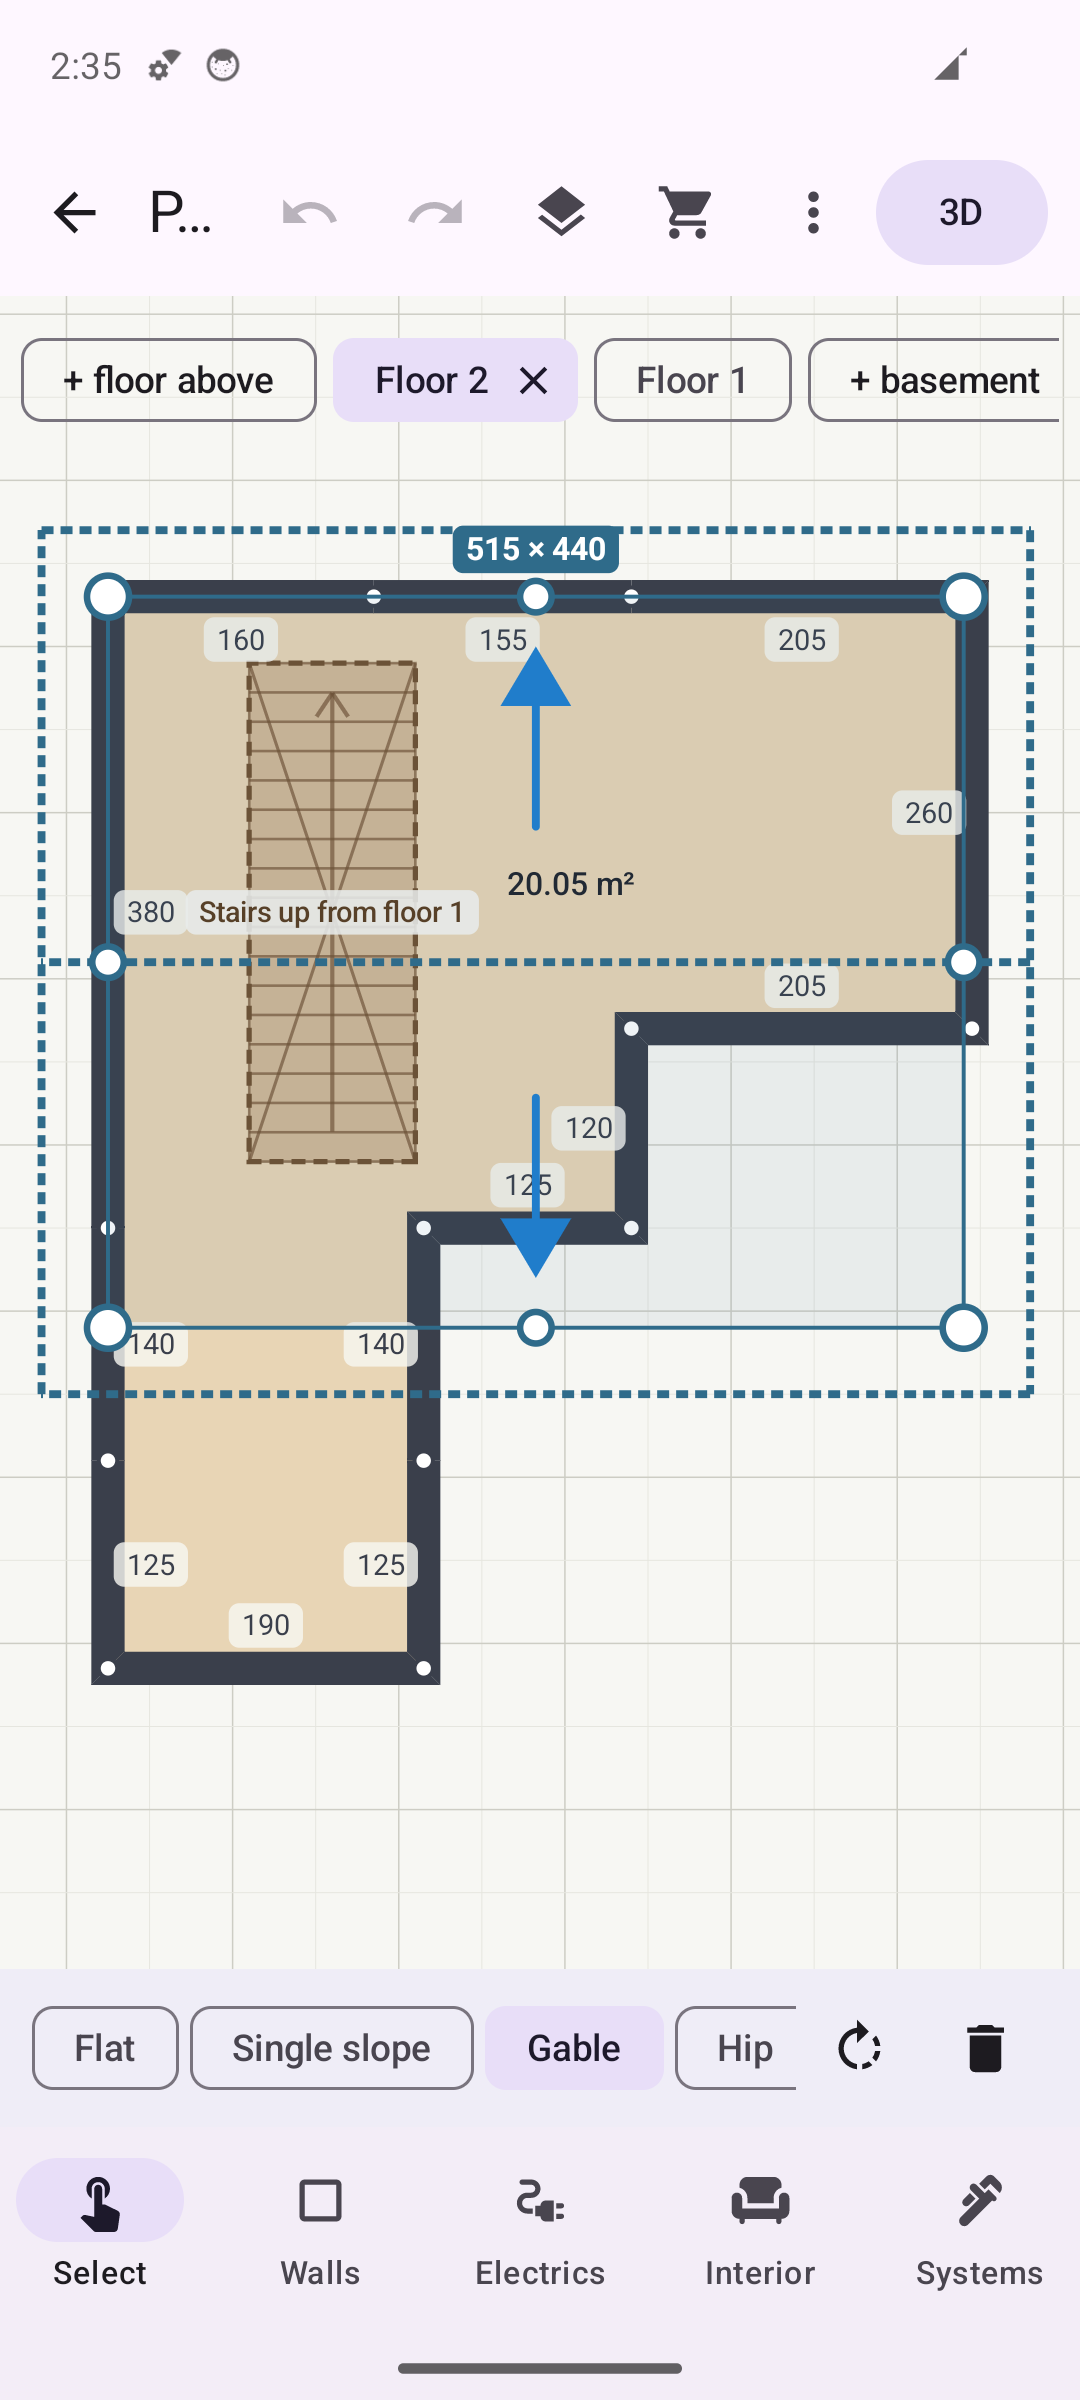 2:35
P...
3D
+ floor above
Floor 2
Floor 1
+ basement
515 × 440
160
155
205
260
20.05 m²
380
Stairs up from floor 1
205
120
125
140
140
125
125
190
Flat
Single slope
Gable
Hip
Select
Walls
Electrics
Interior
Systems